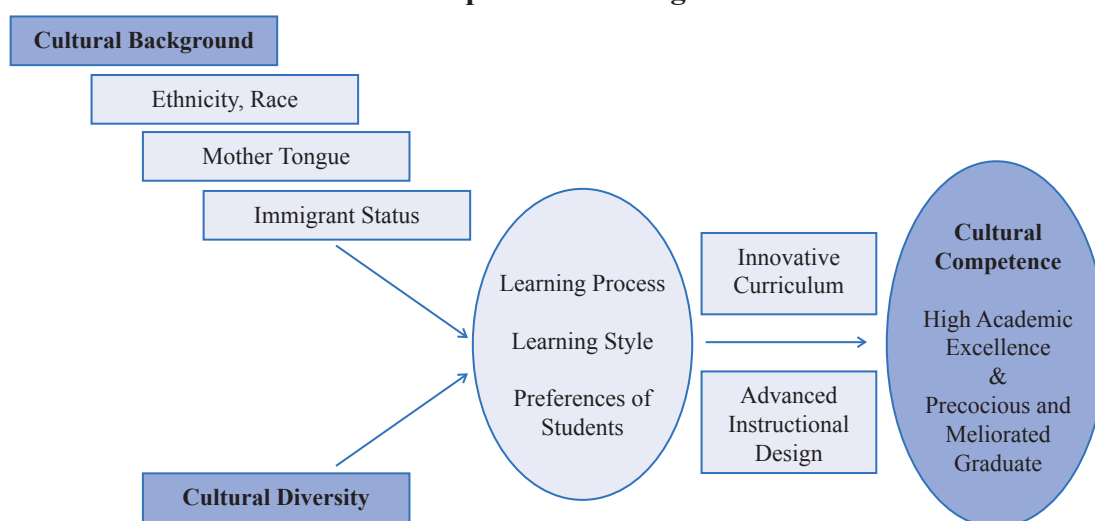 Cultural Background
Ethnicity, Race
Mother Tongue
Immigrant Status
Learning Process
Learning Style
Preferences of
Students
Innovative
Curriculum
Advanced
Instructional
Design
Cultural
Competence
High Academic
Excellence
&
Precocious and
Meliorated
Graduate
Cultural Diversity